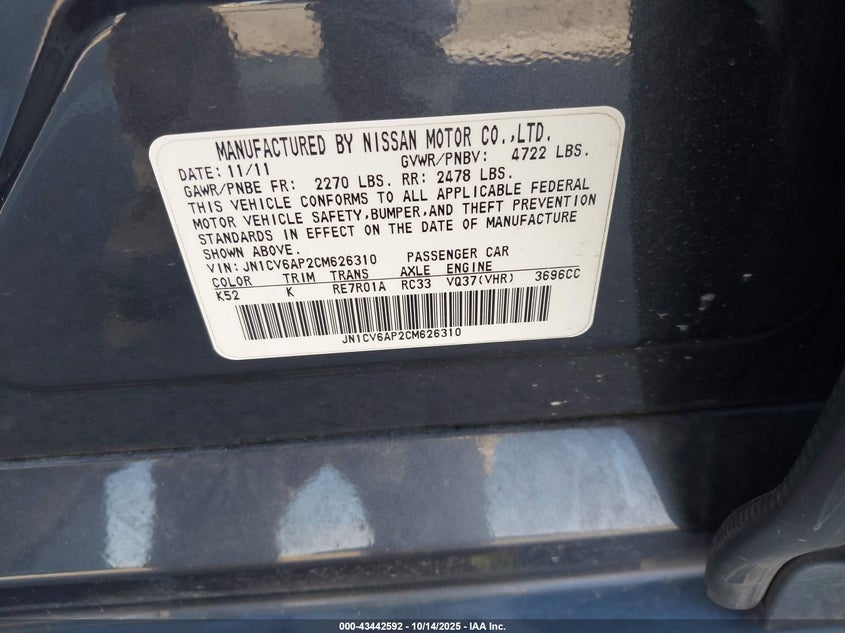 MANUFACTURED BY NISSAN MOTOR CO.,LTD.
DATE: 11/11 GVWR/PNBV: 4722 LBS.
GAWR/PNBE FR: 2270 LBS. RR: 2478 LBS.
THIS VEHICLE CONFORMS TO ALL APPLICABLE FEDERAL
MOTOR VEHICLE SAFETY,BUMPER,AND THEFT PREVENTION
STANDARDS IN EFFECT ON THE DATE OF MANUFACTURE
SHOWN ABOVE.
VIN: JN1CV6AP2CM626310 PASSENGER CAR
COLOR TRIM TRANS AXLE ENGINE
K52 K RE7R01A RC33 VQ37(VHR) 3696CC
JN1CV6AP2CM626310
000-43442592 - 10/14/2025 - IAA Inc.